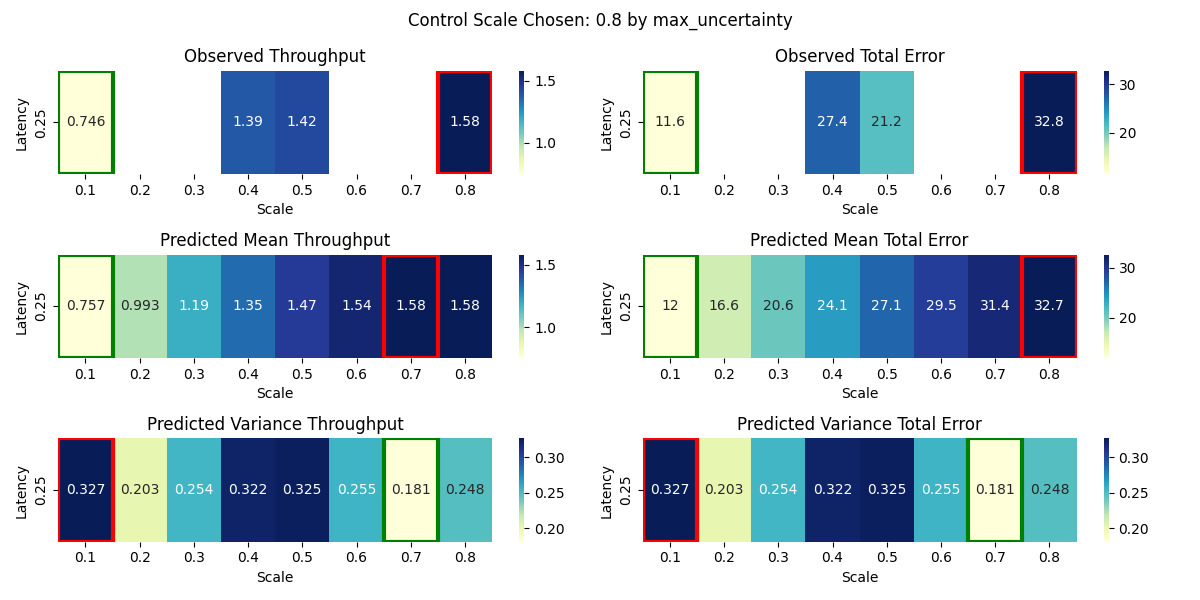 Control Scale Chosen: 0.8 by max_uncertainty
Observed Throughput
Latency
0.25
0.746 1.39 1.42 1.58
0.1 0.2 0.3 0.4 0.5 0.6 0.7 0.8
Scale
1.5
1.0
Observed Total Error
Latency
0.25
11.6 27.4 21.2 32.8
0.1 0.2 0.3 0.4 0.5 0.6 0.7 0.8
Scale
30
20
Predicted Mean Throughput
Latency
0.25
0.757 0.993 1.19 1.35 1.47 1.54 1.58 1.58
0.1 0.2 0.3 0.4 0.5 0.6 0.7 0.8
Scale
1.5
1.0
Predicted Mean Total Error
Latency
0.25
12 16.6 20.6 24.1 27.1 29.5 31.4 32.7
0.1 0.2 0.3 0.4 0.5 0.6 0.7 0.8
Scale
30
20
Predicted Variance Throughput
Latency
0.25
0.327 0.203 0.254 0.322 0.325 0.255 0.181 0.248
0.1 0.2 0.3 0.4 0.5 0.6 0.7 0.8
Scale
0.30
0.25
0.20
Predicted Variance Total Error
Latency
0.25
0.327 0.203 0.254 0.322 0.325 0.255 0.181 0.248
0.1 0.2 0.3 0.4 0.5 0.6 0.7 0.8
Scale
0.30
0.25
0.20